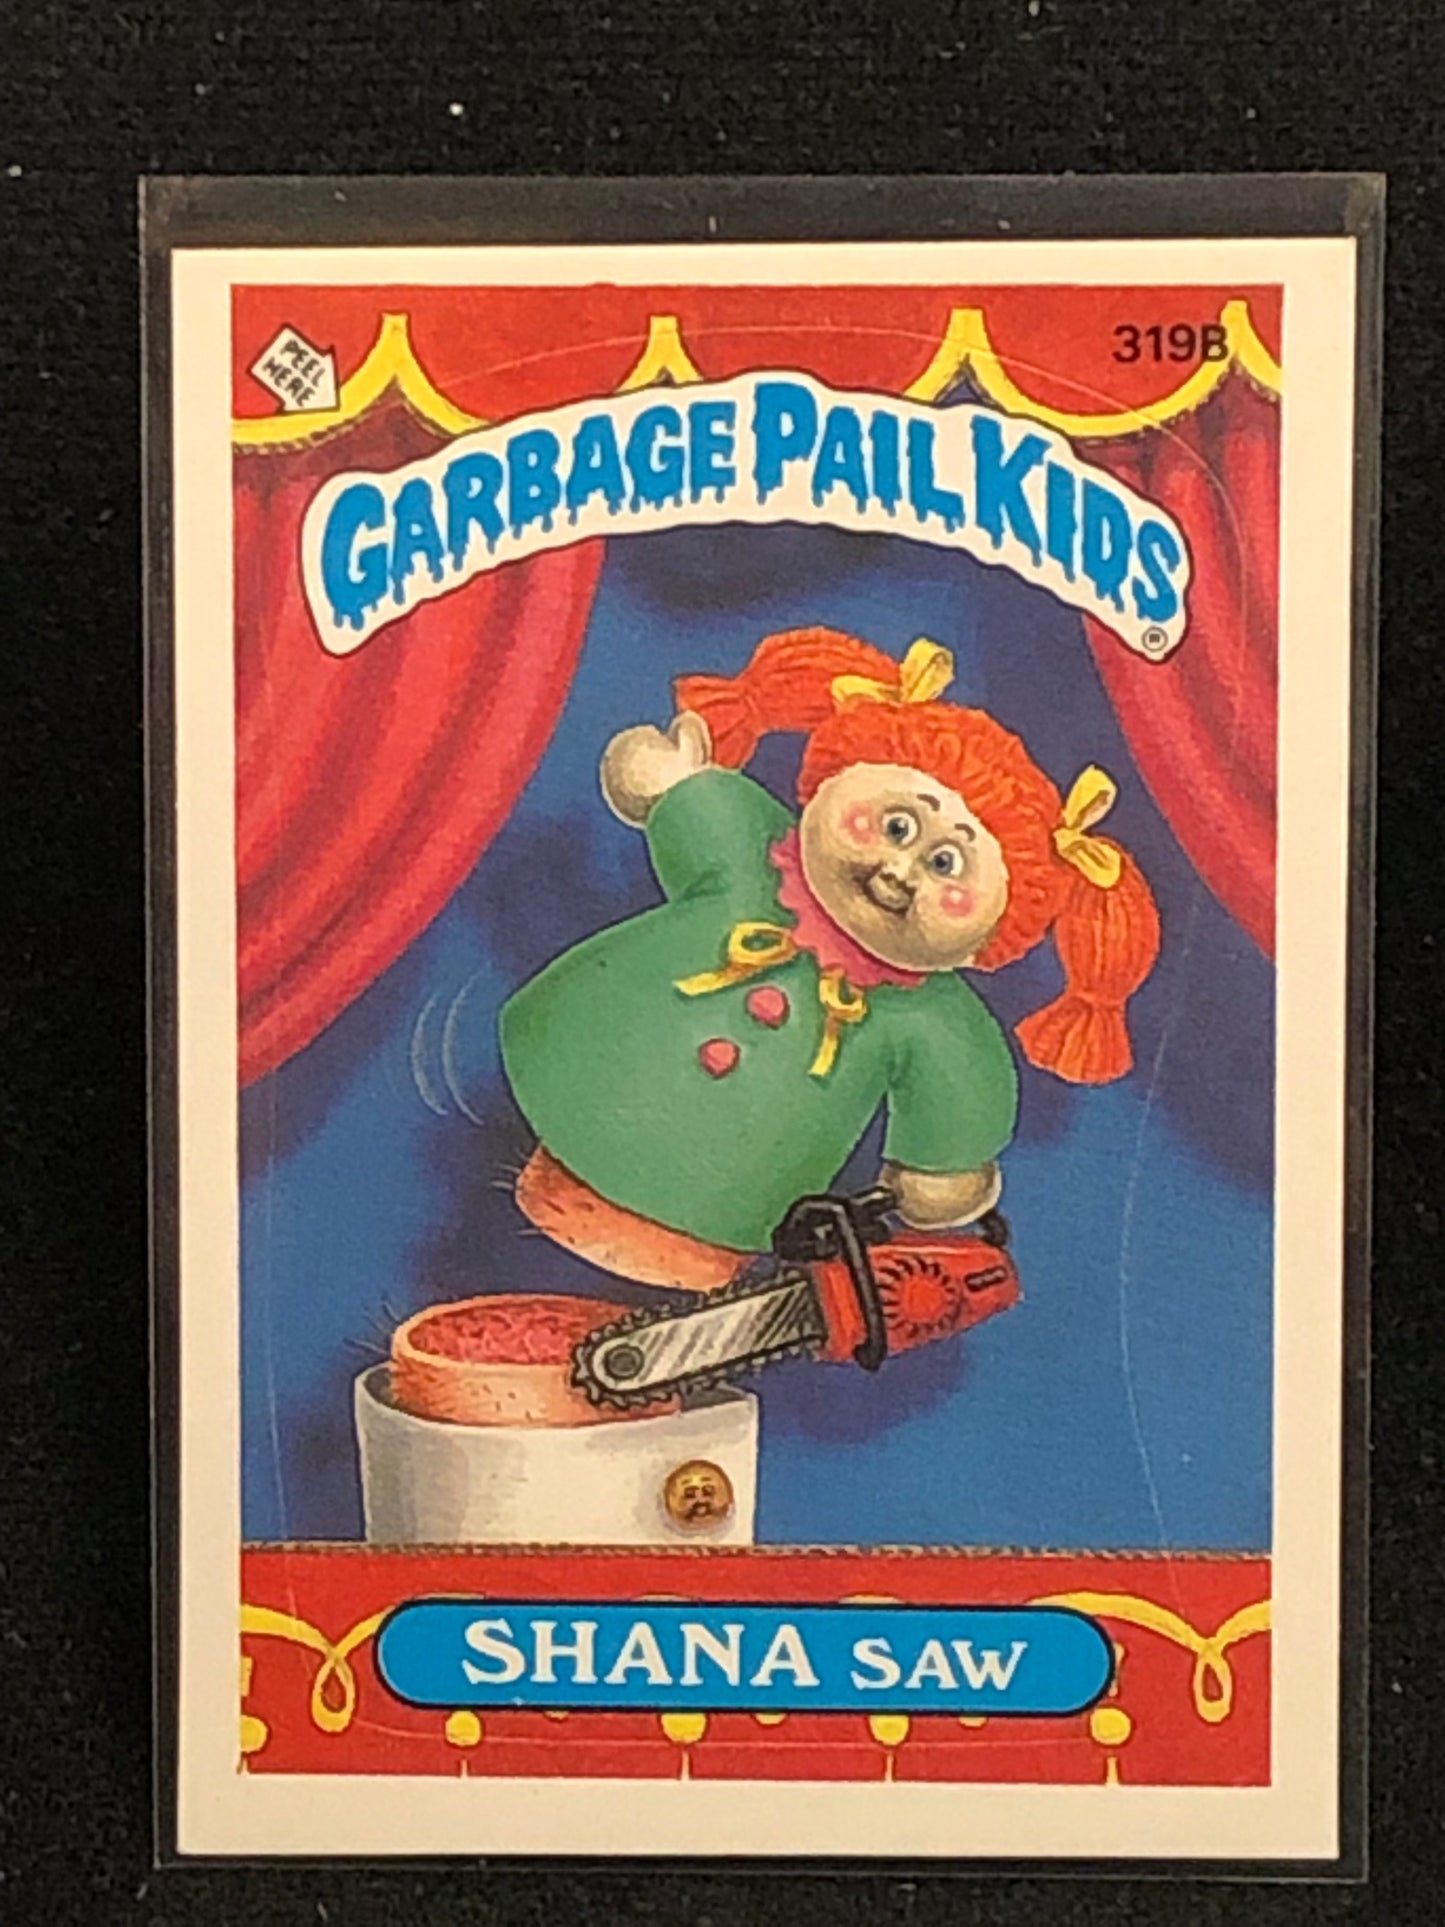 PEEL
HERE
319B
GARBAGE PAIL KIDS
®
SHANA SAW